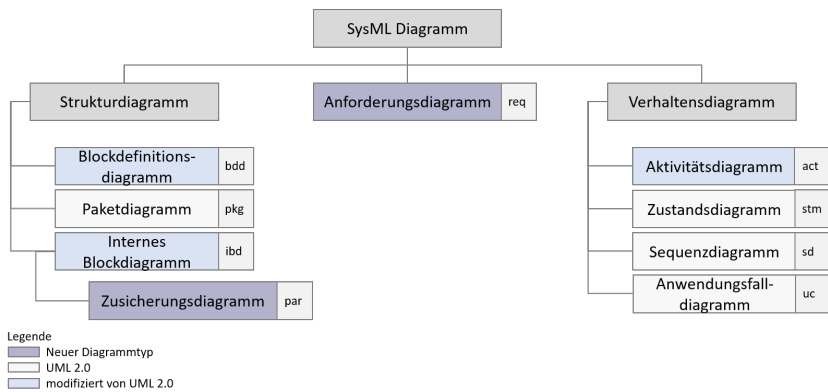 SysML Diagramm
Strukturdiagramm
Anforderungsdiagramm
req
Verhaltensdiagramm
Blockdefinitions-
diagramm
bdd
Paketdiagramm
pkg
Internes
Blockdiagramm
ibd
Zusicherungsdiagramm
par
Aktivitätsdiagramm
act
Zustandsdiagramm
stm
Sequenzdiagramm
sd
Anwendungsfall-
diagramm
uc
Legende
Neuer Diagrammtyp
UML 2.0
modifiziert von UML 2.0